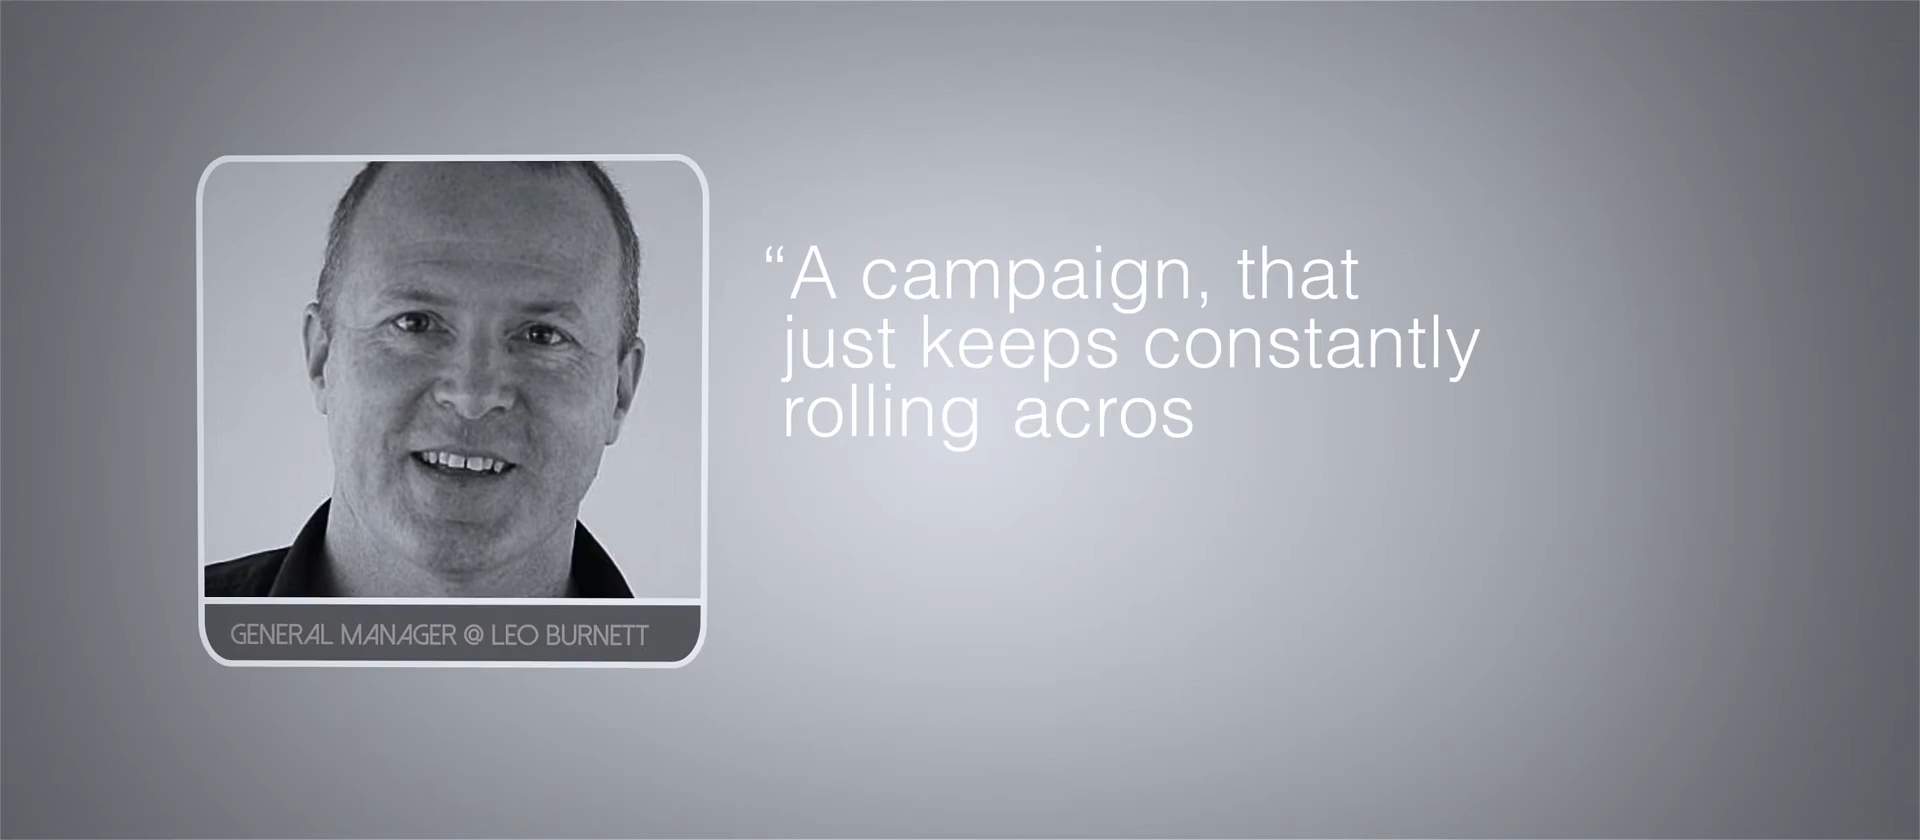 “A campaign, that
just keeps constantly
rolling acros
GENERAL MANAGER @ LEO BURNETT